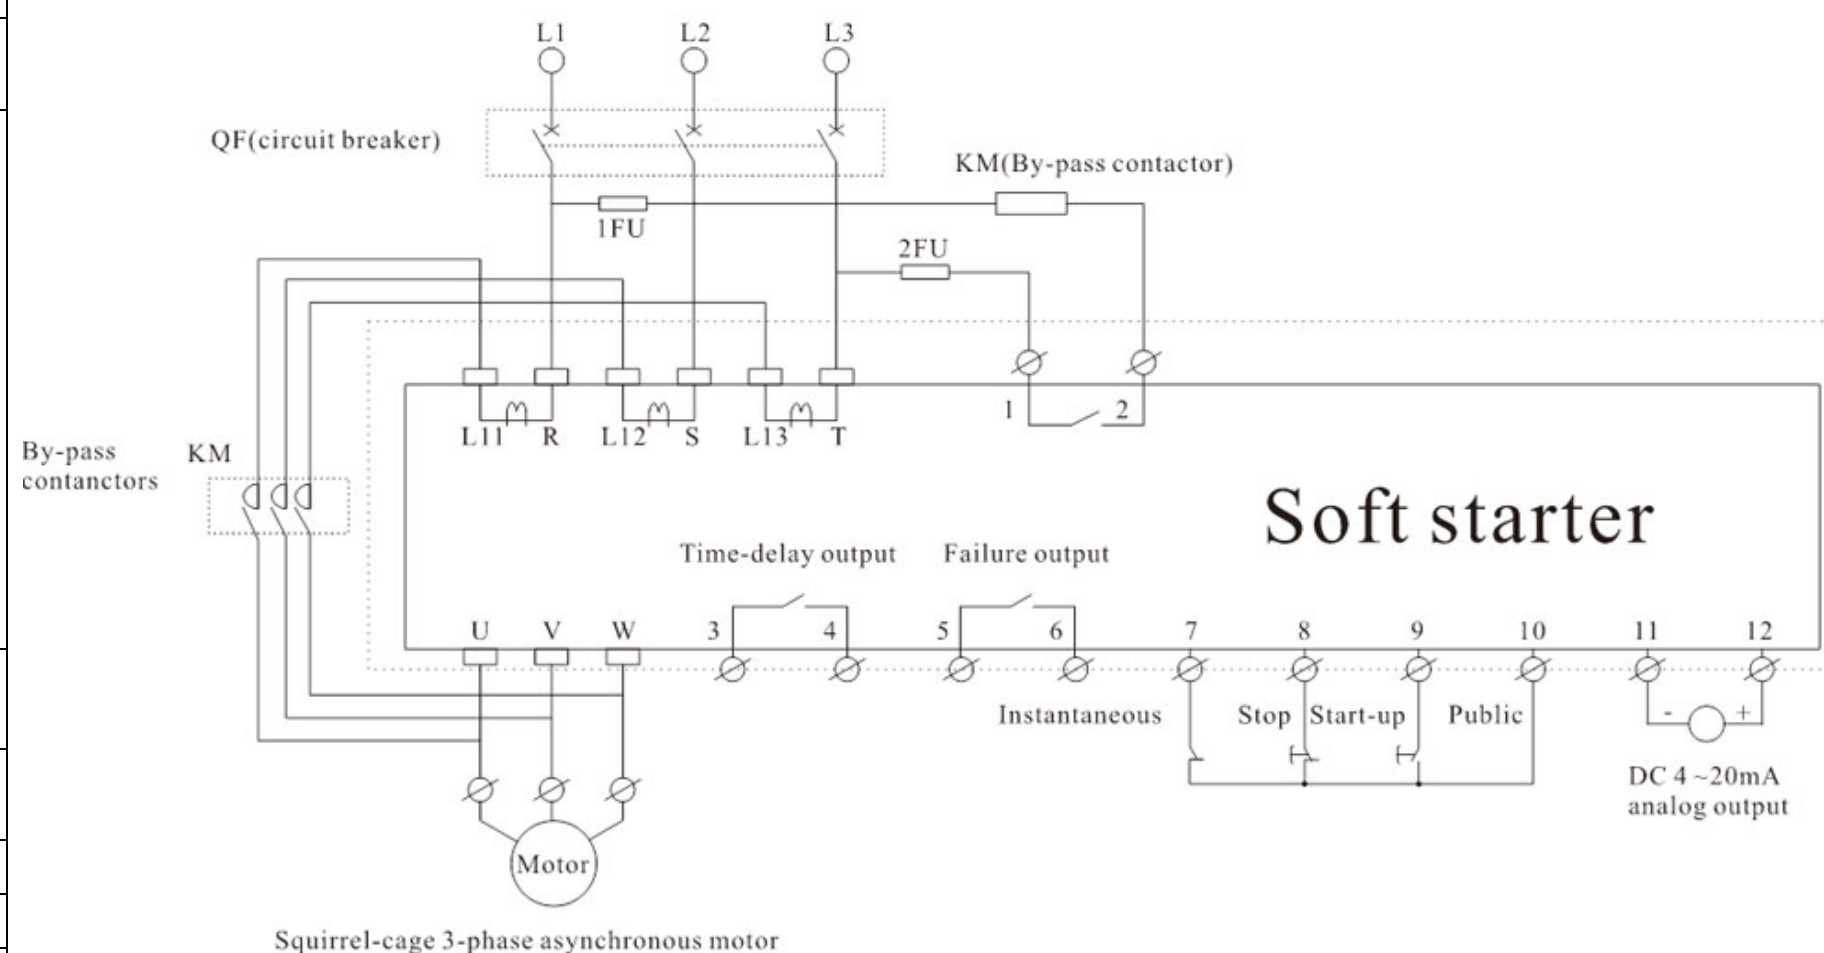 L1
L2
L3
QF(circuit breaker)
KM(By-pass contactor)
1FU
2FU
1
2
L11
R
L12
S
L13
T
By-pass
contanctors
KM
Soft starter
Time-delay output
Failure output
U
V
W
3
4
5
6
7
8
9
10
11
12
Instantaneous
Stop
Start-up
Public
-
+
DC 4 ~20mA
analog output
Motor
Squirrel-cage 3-phase asynchronous motor